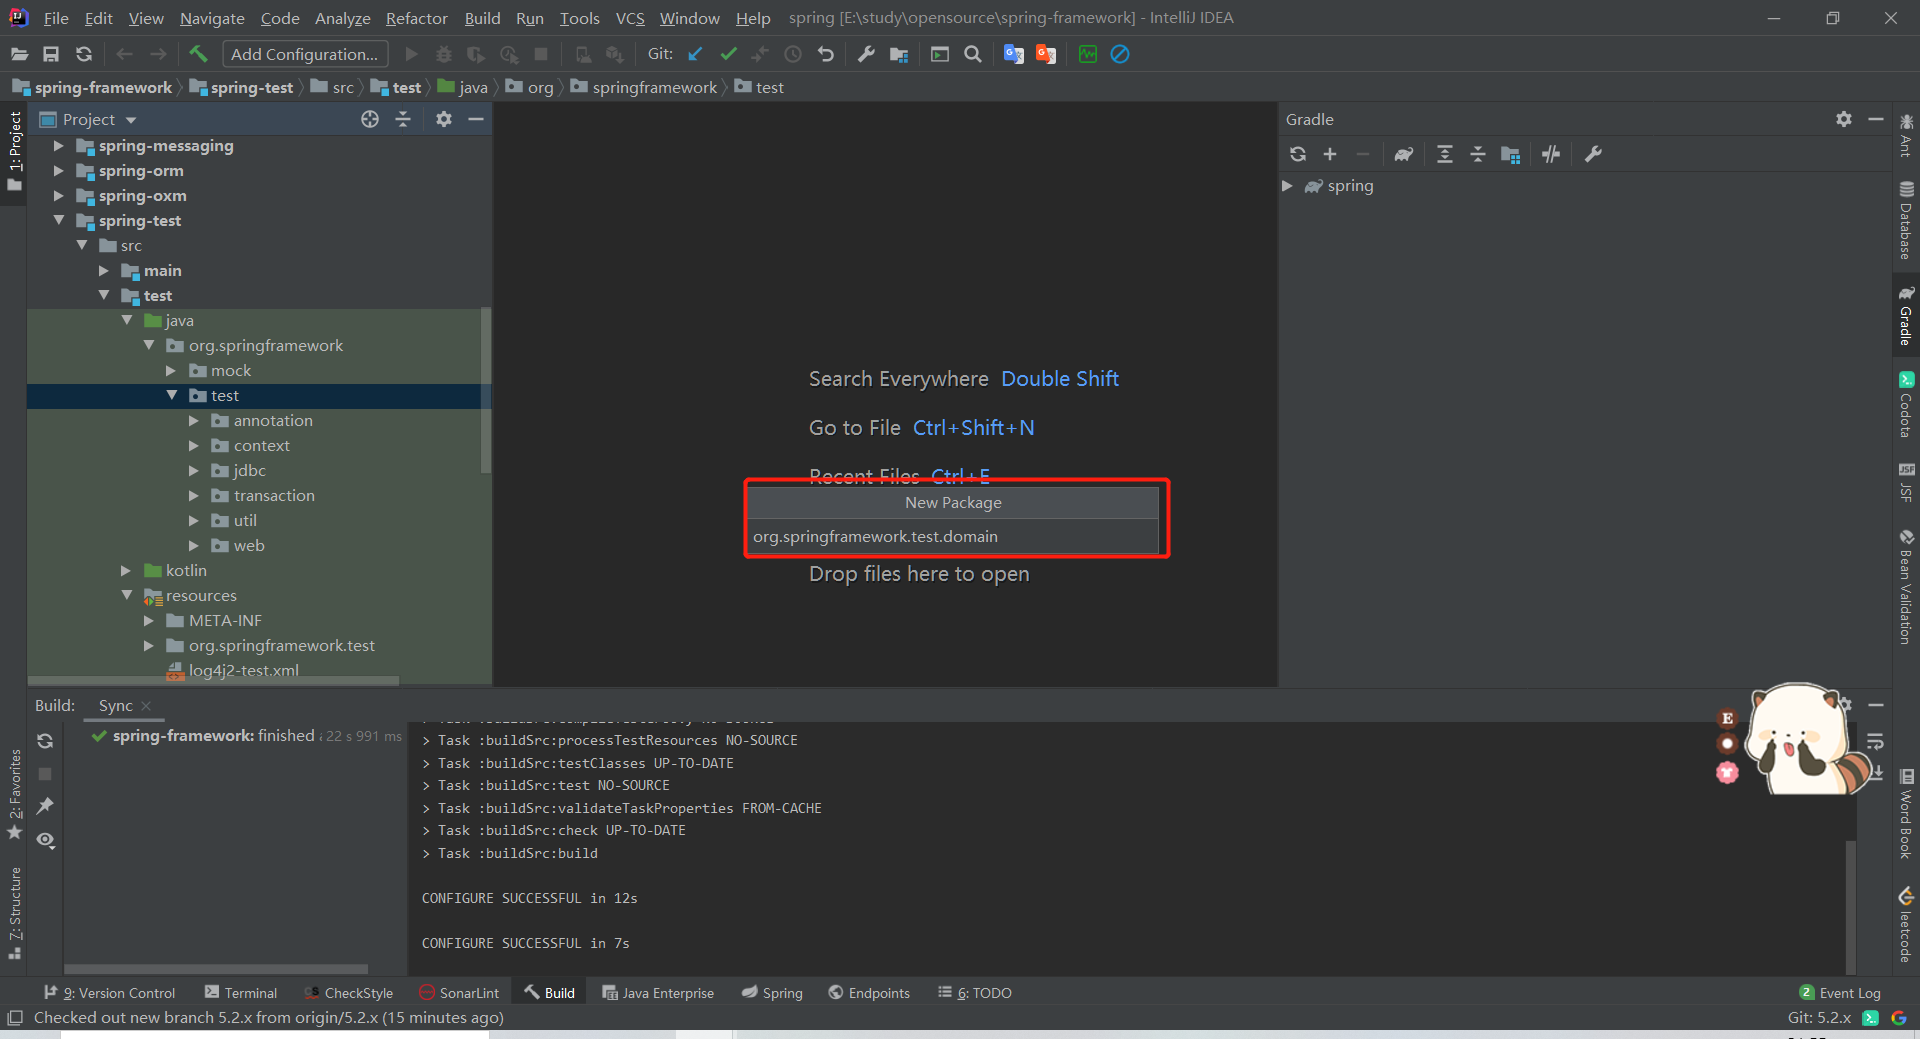 File Edit View Navigate Code Analyze Refactor Build Run Tools VCS Window Help spring [E:\study\opensource\spring-framework] - IntelliJ IDEA
Add Configuration... Git:
spring-framework spring-test src test java org springframework test
1: Project
Project
spring-messaging
spring-orm
spring-oxm
spring-test
src
main
test
java
org.springframework
mock
test
annotation
context
jdbc
transaction
util
web
kotlin
resources
META-INF
org.springframework.test
log4j2-test.xml
Search Everywhere Double Shift
Go to File Ctrl+Shift+N
Recent Files Ctrl+E
New Package
org.springframework.test.domain
Drop files here to open
Gradle
spring
Ant
Database
Gradle
Codota
JSF
JSF
Bean Validation
Word Book
leetcode
2: Favorites
7: Structure
Build: Sync
spring-framework: finished 22 s 991 ms
> Task :buildSrc:processTestResources NO-SOURCE
> Task :buildSrc:testClasses UP-TO-DATE
> Task :buildSrc:test NO-SOURCE
> Task :buildSrc:validateTaskProperties FROM-CACHE
> Task :buildSrc:check UP-TO-DATE
> Task :buildSrc:build
CONFIGURE SUCCESSFUL in 12s
CONFIGURE SUCCESSFUL in 7s
E
9: Version Control Terminal CheckStyle SonarLint Build Java Enterprise Spring Endpoints 6: TODO 2 Event Log
Checked out new branch 5.2.x from origin/5.2.x (15 minutes ago) Git: 5.2.x